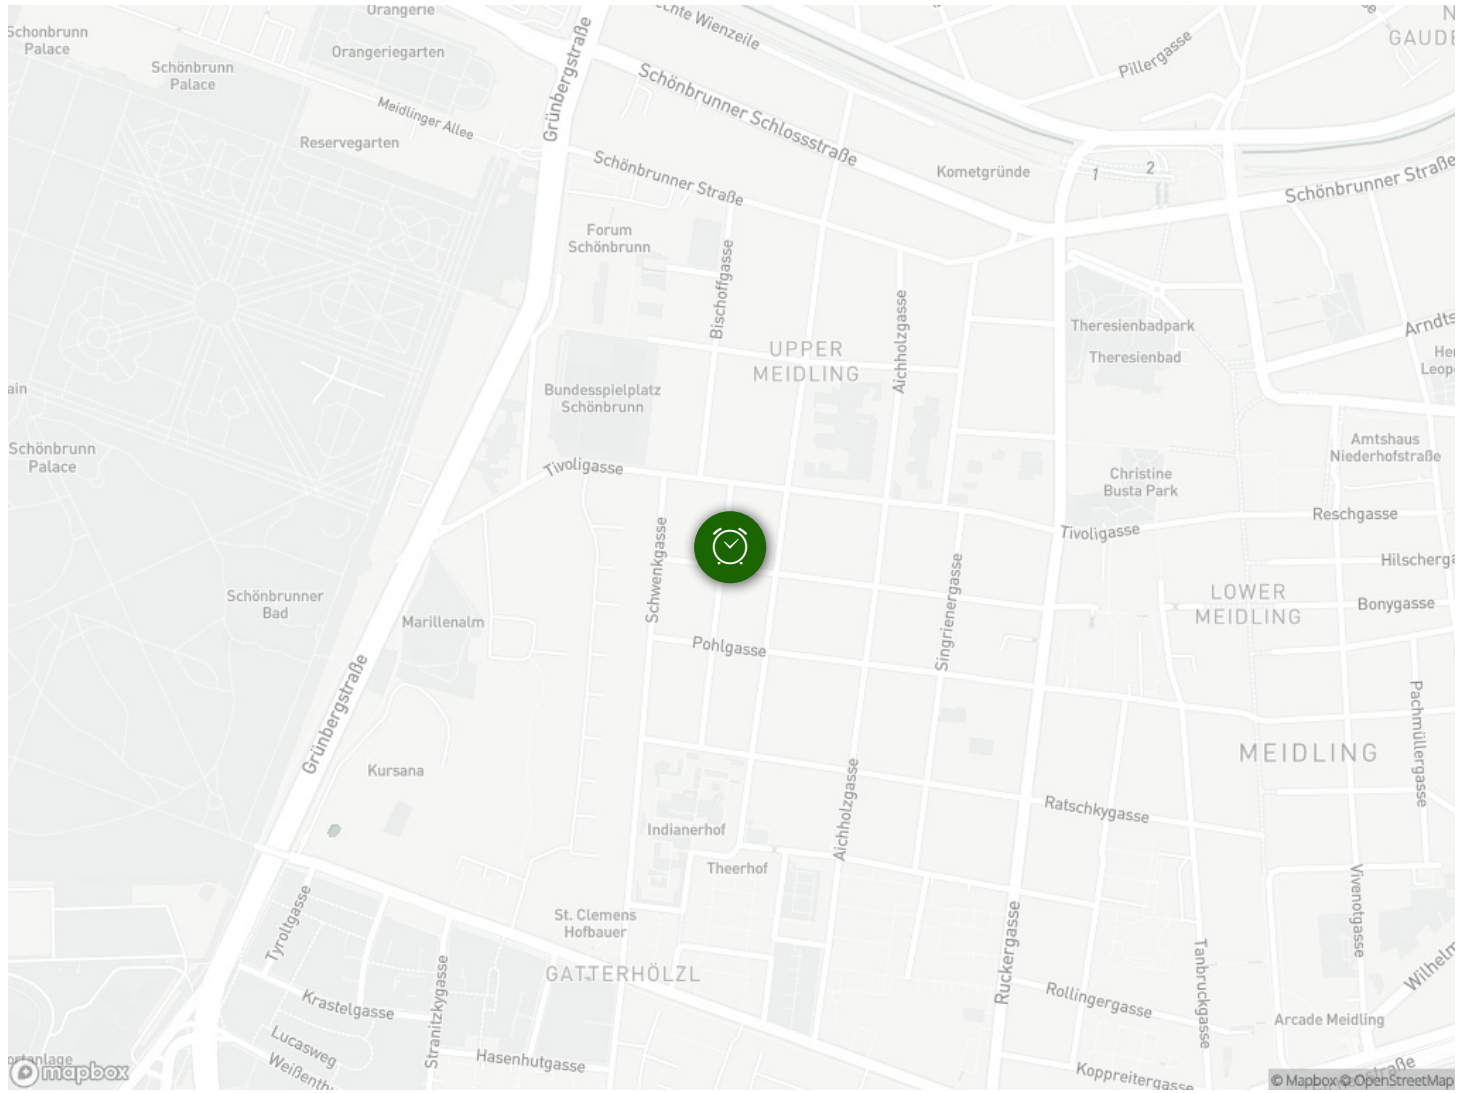 Orangerie
Schonbrunn
Palace
Orangeriegarten
Schönbrunn
Palace
Meidlinger Allee
Reservegarten
Grünbergstraße
Wienzeile
Schönbrunner Schlossstraße
Pillergasse
Schönbrunner Straße
Kometgründe
1
2
Schönbrunner Straße
Forum
Schönbrunn
Bischoffgasse
Aichholzgasse
UPPER
MEIDLING
Theresienbadpark
Theresienbad
Bundesspielplatz
Schönbrunn
Schönbrunn
Palace
Tivoligasse
Amtshaus
Niederhofstraße
Christine
Busta Park
Tivoligasse
Reschgasse
Schwenkgasse
Singrienergasse
Schönbrunner
Bad
Marillenalm
LOWER
MEIDLING
Bonygasse
Pohlgasse
Grünbergstraße
Pachmüllergasse
MEIDLING
Kursana
Aichholzgasse
Ratschkygasse
Indianerhof
Theerhof
Vivenotgasse
Tyroltgasse
St. Clemens
Hofbauer
Ruckergasse
Tanbruckgasse
GATTERHÖLZL
Krastelgasse
Stranitzkygasse
Rollingergasse
Arcade Meidling
Lucasweg
Hasenhutgasse
Koppreitergasse
mapbox
© Mapbox © OpenStreetMap